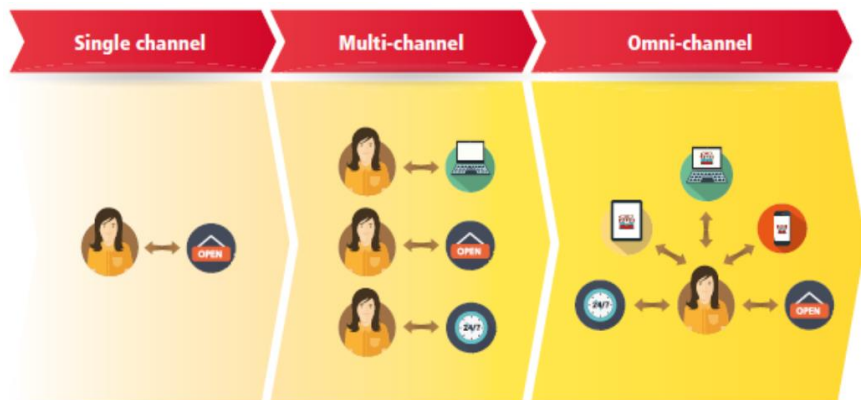 Single channel
Multi-channel
Omni-channel
OPEN
OPEN
24/7
24/7
OPEN